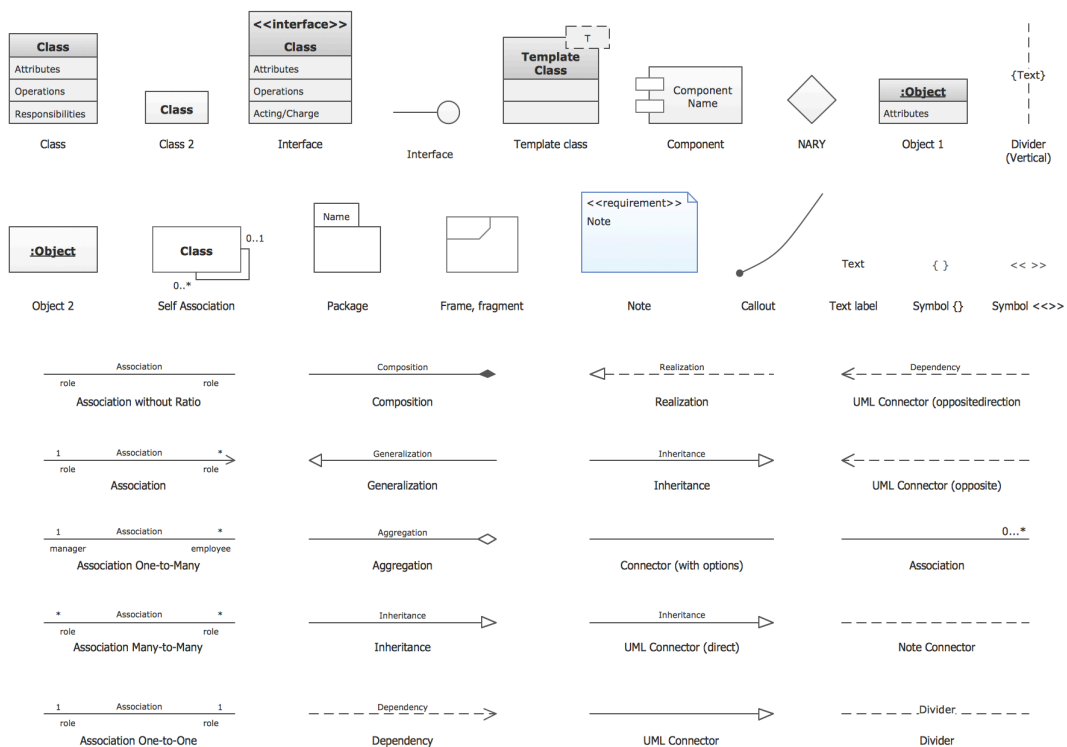 Class
Attributes
Operations
Responsibilities
Class
Class
Class 2
<<interface>>
Class
Attributes
Operations
Acting/Charge
Interface
Interface
T
Template
Class
Template class
Component
Name
Component
NARY
:Object
Attributes
Object 1
{Text}
Divider
(Vertical)
:Object
Object 2
Class
0..1
0..*
Self Association
Name
Package
Frame, fragment
<<requirement>>
Note
Note
Callout
Text
Text label
{ }
Symbol {}
<< >>
Symbol <<>>
Association
role role
Association without Ratio
Composition
Composition
Realization
Realization
Dependency
UML Connector (oppositedirection
1 Association *
role role
Association
Generalization
Generalization
Inheritance
Inheritance
UML Connector (opposite)
1 Association *
manager employee
Association One-to-Many
Aggregation
Aggregation
Connector (with options)
0...*
Association
* Association *
role role
Association Many-to-Many
Inheritance
Inheritance
Inheritance
UML Connector (direct)
Note Connector
1 Association 1
role role
Association One-to-One
Dependency
Dependency
UML Connector
Divider
Divider